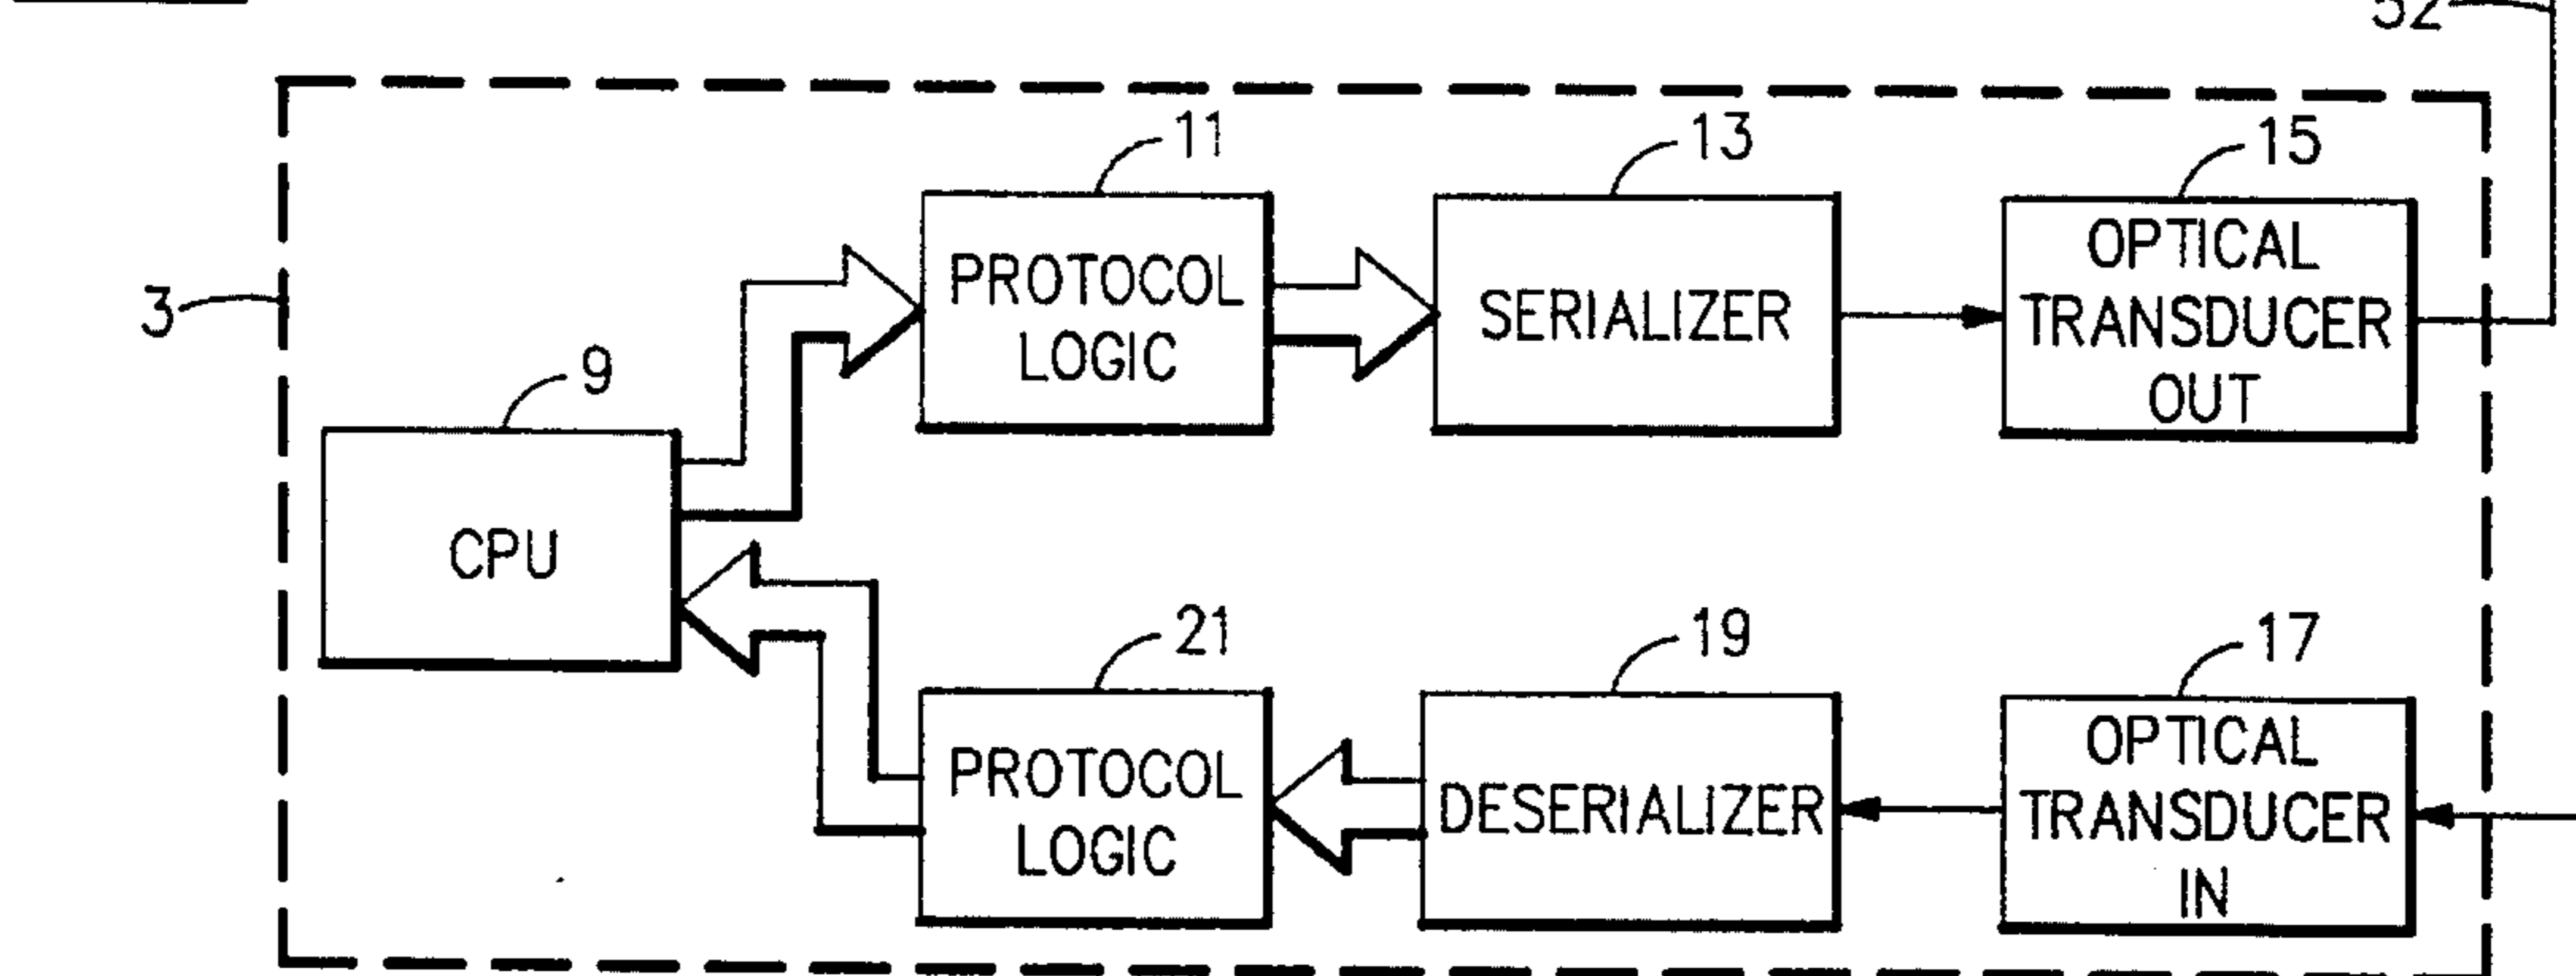 52
11
13
15
PROTOCOL
LOGIC
SERIALIZER
OPTICAL
TRANSDUCER
OUT
3
9
CPU
21
19
17
PROTOCOL
LOGIC
DESERIALIZER
OPTICAL
TRANSDUCER
IN